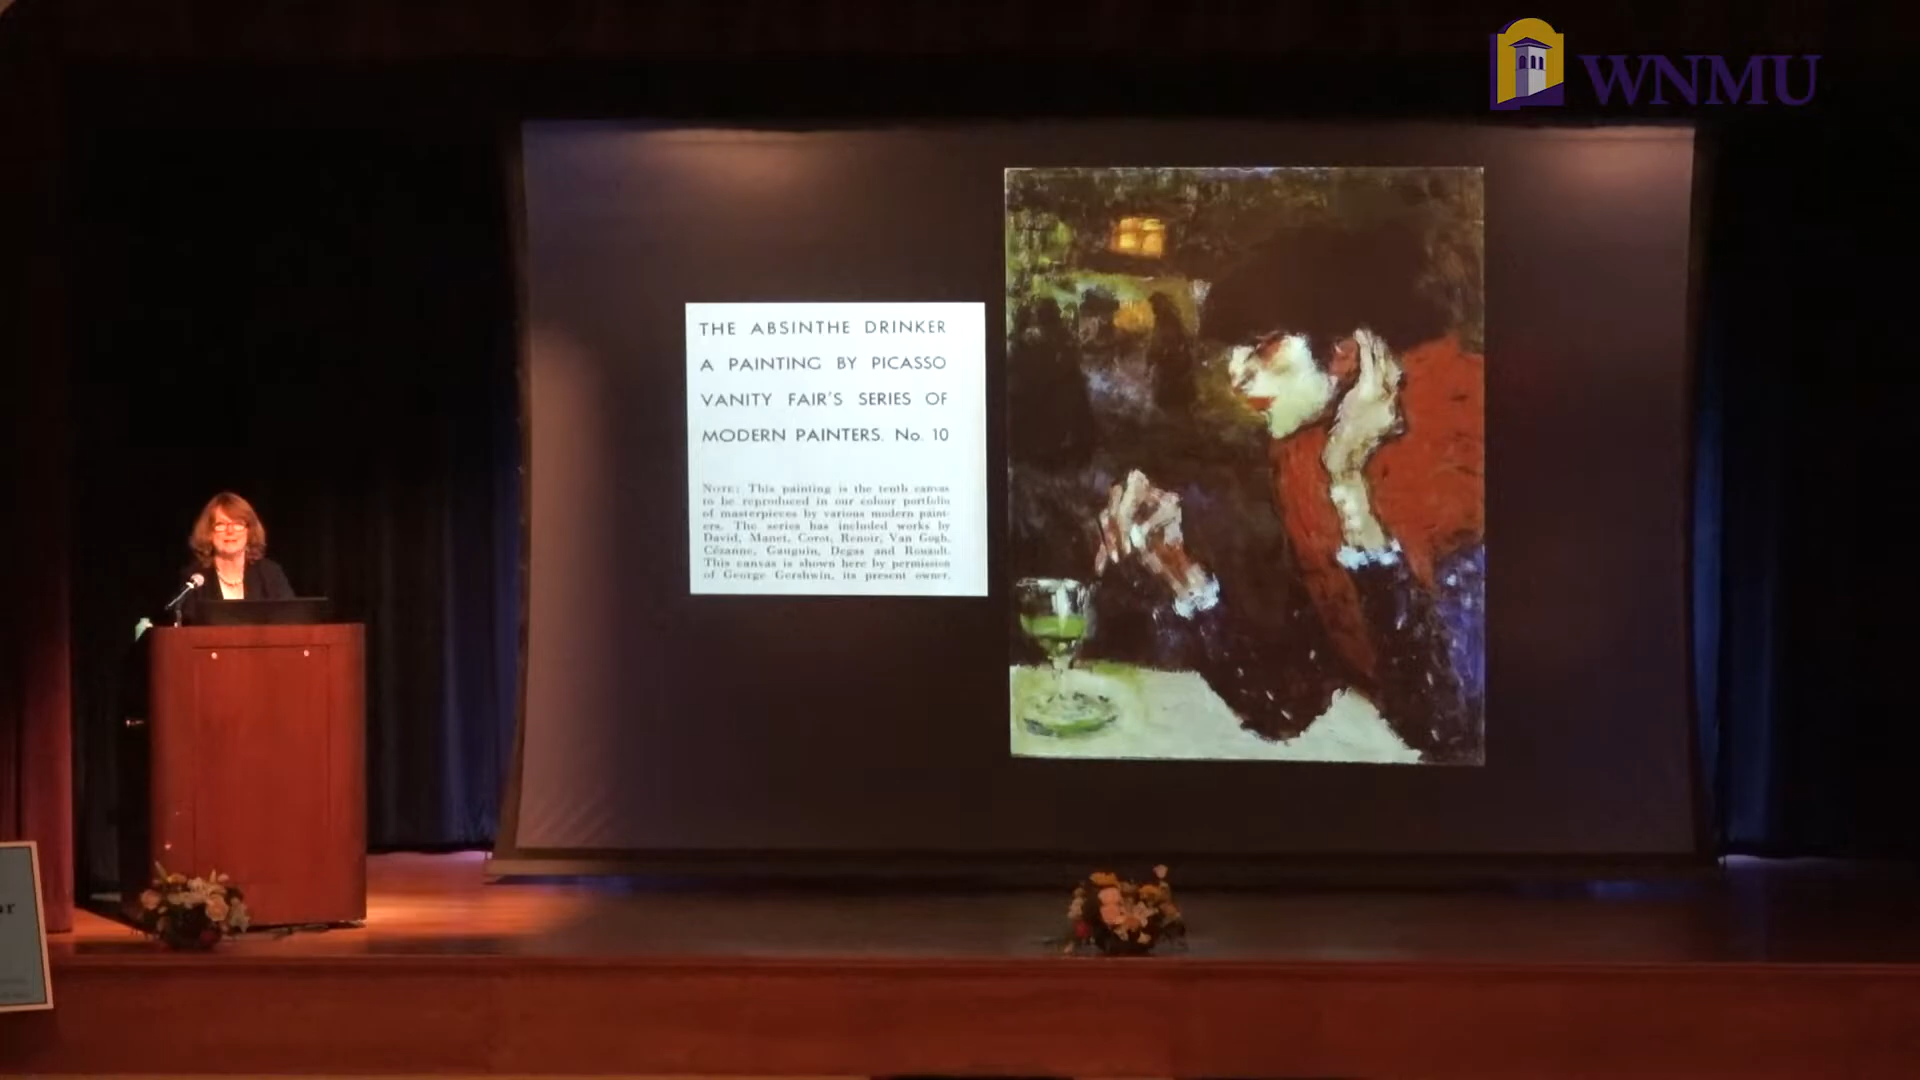 WNMU
THE ABSINTHE DRINKER
A PAINTING BY PICASSO
VANITY FAIR'S SERIES OF
MODERN PAINTERS. No. 10
NOTE: This painting is the tenth canvas
to be reproduced in our colour portfolio
of masterpieces by various modern paint-
ers. The series has included works by
David, Manet, Corot, Renoir, Van Gogh,
Cézanne, Gauguin, Degas and Rouault.
This canvas is shown here by permission
of George Gershwin, its present owner.